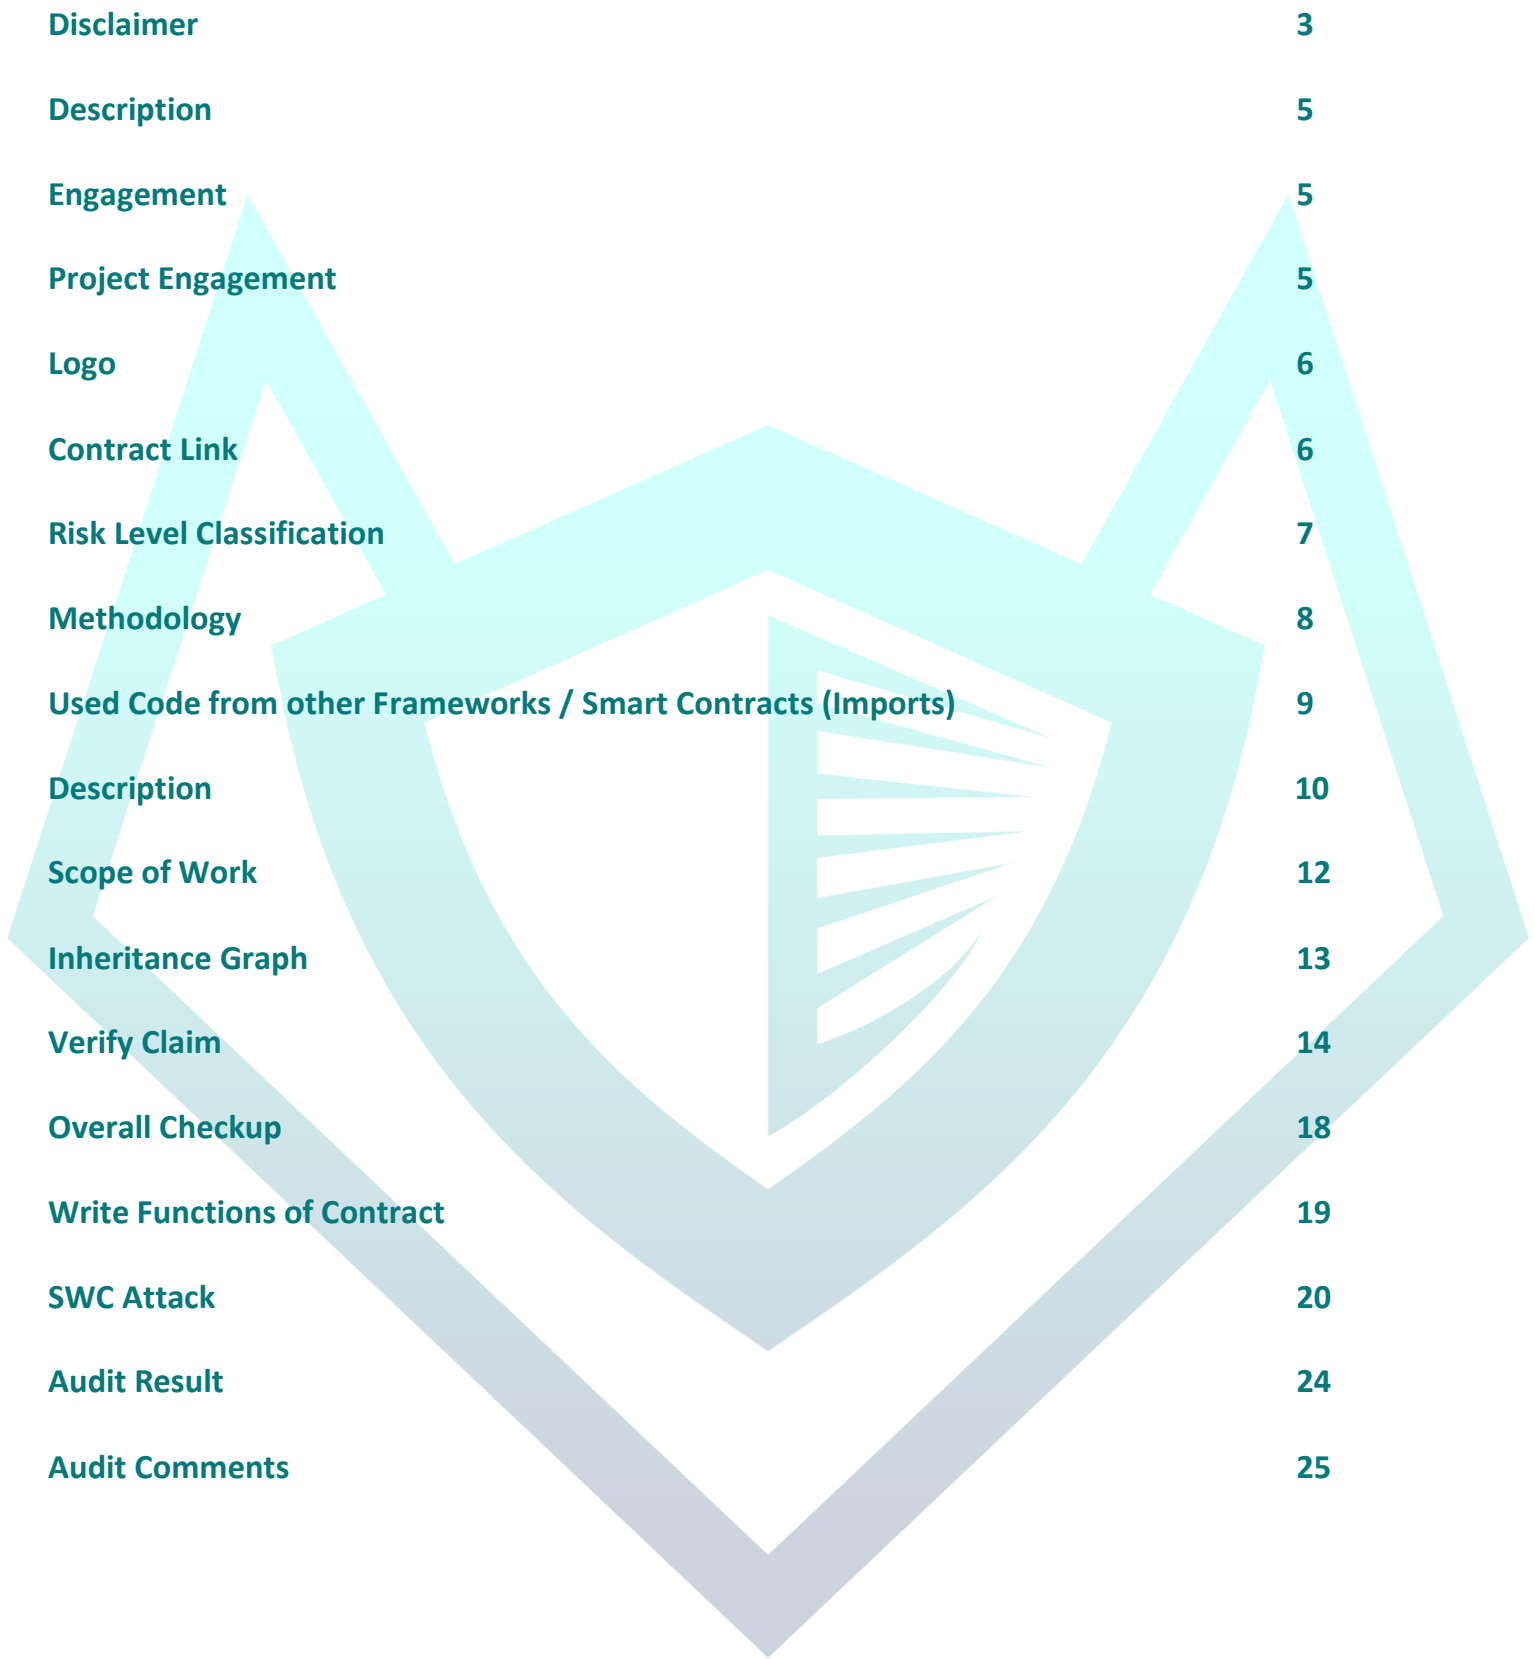 Disclaimer 3
Description 5
Engagement 5
Project Engagement 5
Logo 6
Contract Link 6
Risk Level Classification 7
Methodology 8
Used Code from other Frameworks / Smart Contracts (Imports) 9
Description 10
Scope of Work 12
Inheritance Graph 13
Verify Claim 14
Overall Checkup 18
Write Functions of Contract 19
SWC Attack 20
Audit Result 24
Audit Comments 25